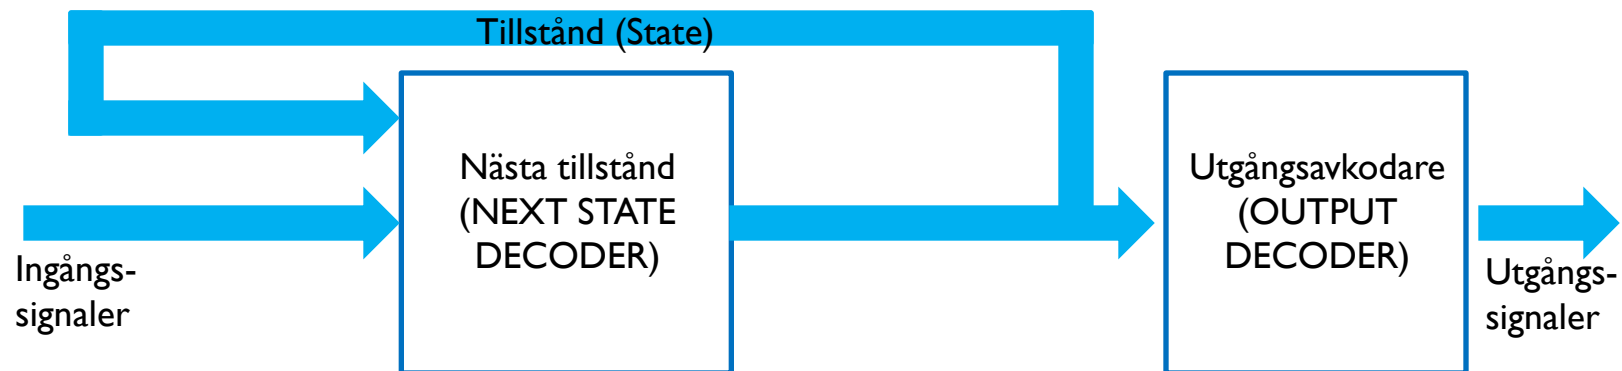 Tillstånd (State)
Nästa tillstånd
(NEXT STATE
DECODER)
Utgångsavkodare
(OUTPUT
DECODER)
Ingångs-
signaler
Utgångs-
signaler